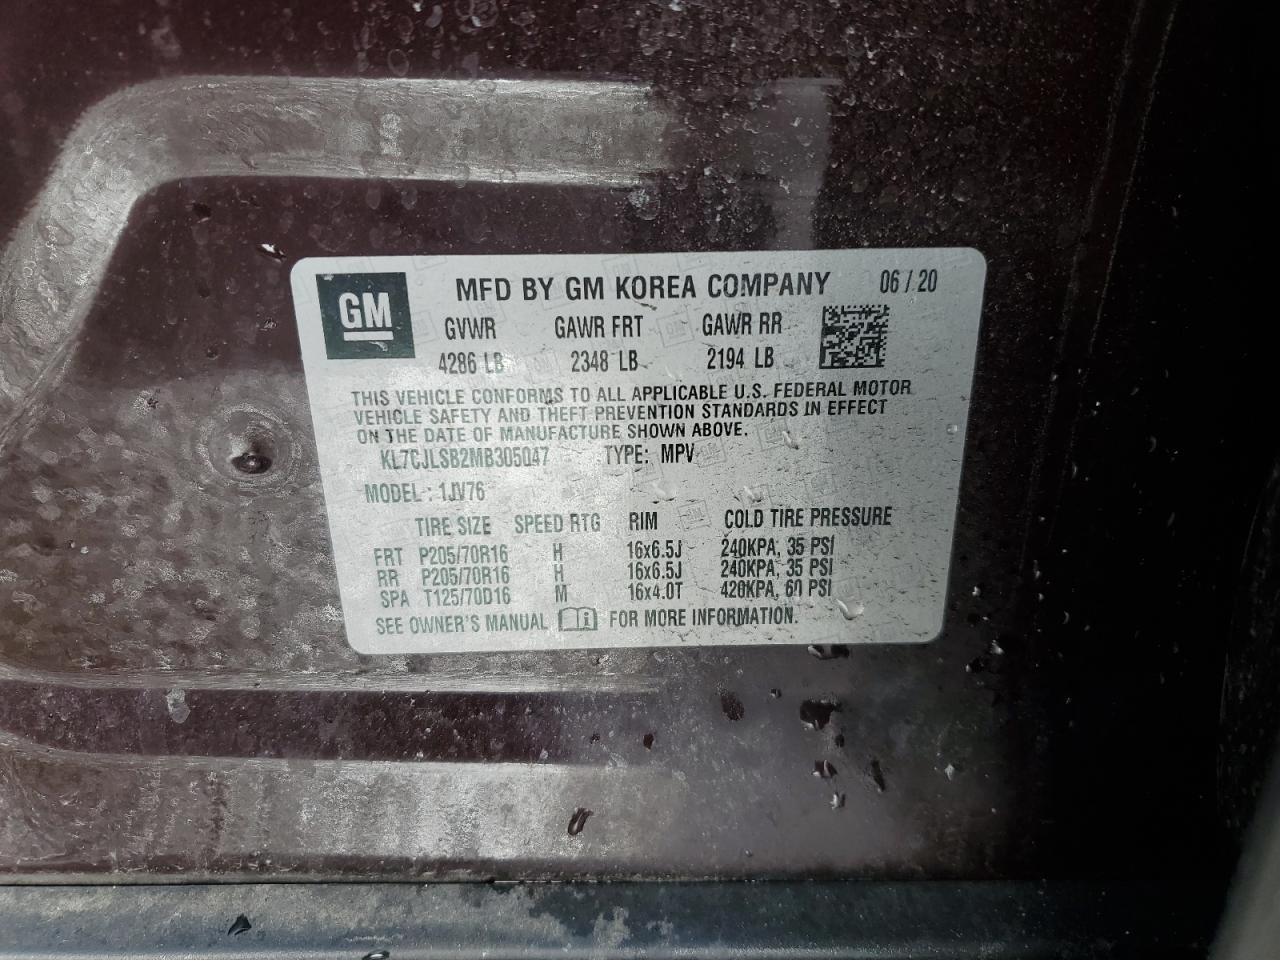 GM MFD BY GM KOREA COMPANY 06 / 20
GVWR GAWR FRT GAWR RR
4286 LB 2348 LB 2194 LB
THIS VEHICLE CONFORMS TO ALL APPLICABLE U.S. FEDERAL MOTOR
VEHICLE SAFETY AND THEFT PREVENTION STANDARDS IN EFFECT
ON THE DATE OF MANUFACTURE SHOWN ABOVE.
KL7CJLSB2MB305047 TYPE: MPV
MODEL : 1JV76
TIRE SIZE SPEED RTG RIM COLD TIRE PRESSURE
FRT P205/70R16 H 16x6.5J 240KPA, 35 PSI
RR P205/70R16 H 16x6.5J 240KPA, 35 PSI
SPA T125/70D16 M 16x4.0T 420KPA, 60 PSI
SEE OWNER'S MANUAL FOR MORE INFORMATION.